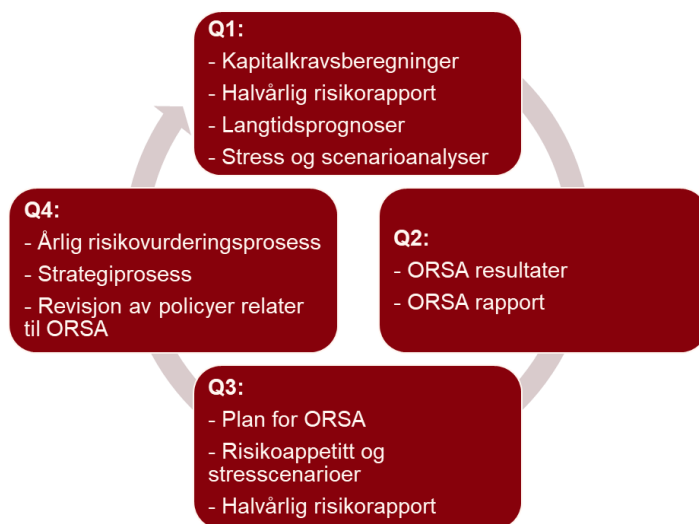 Q1:
- Kapitalkravsberegninger
- Halvårlig risikorapport
- Langtidsprognoser
- Stress og scenarioanalyser
Q2:
- ORSA resultater
- ORSA rapport
Q3:
- Plan for ORSA
- Risikoappetitt og
stresscenarioer
- Halvårlig risikorapport
Q4:
- Årlig risikovurderingsprosess
- Strategiprosess
- Revisjon av policyer relater
til ORSA